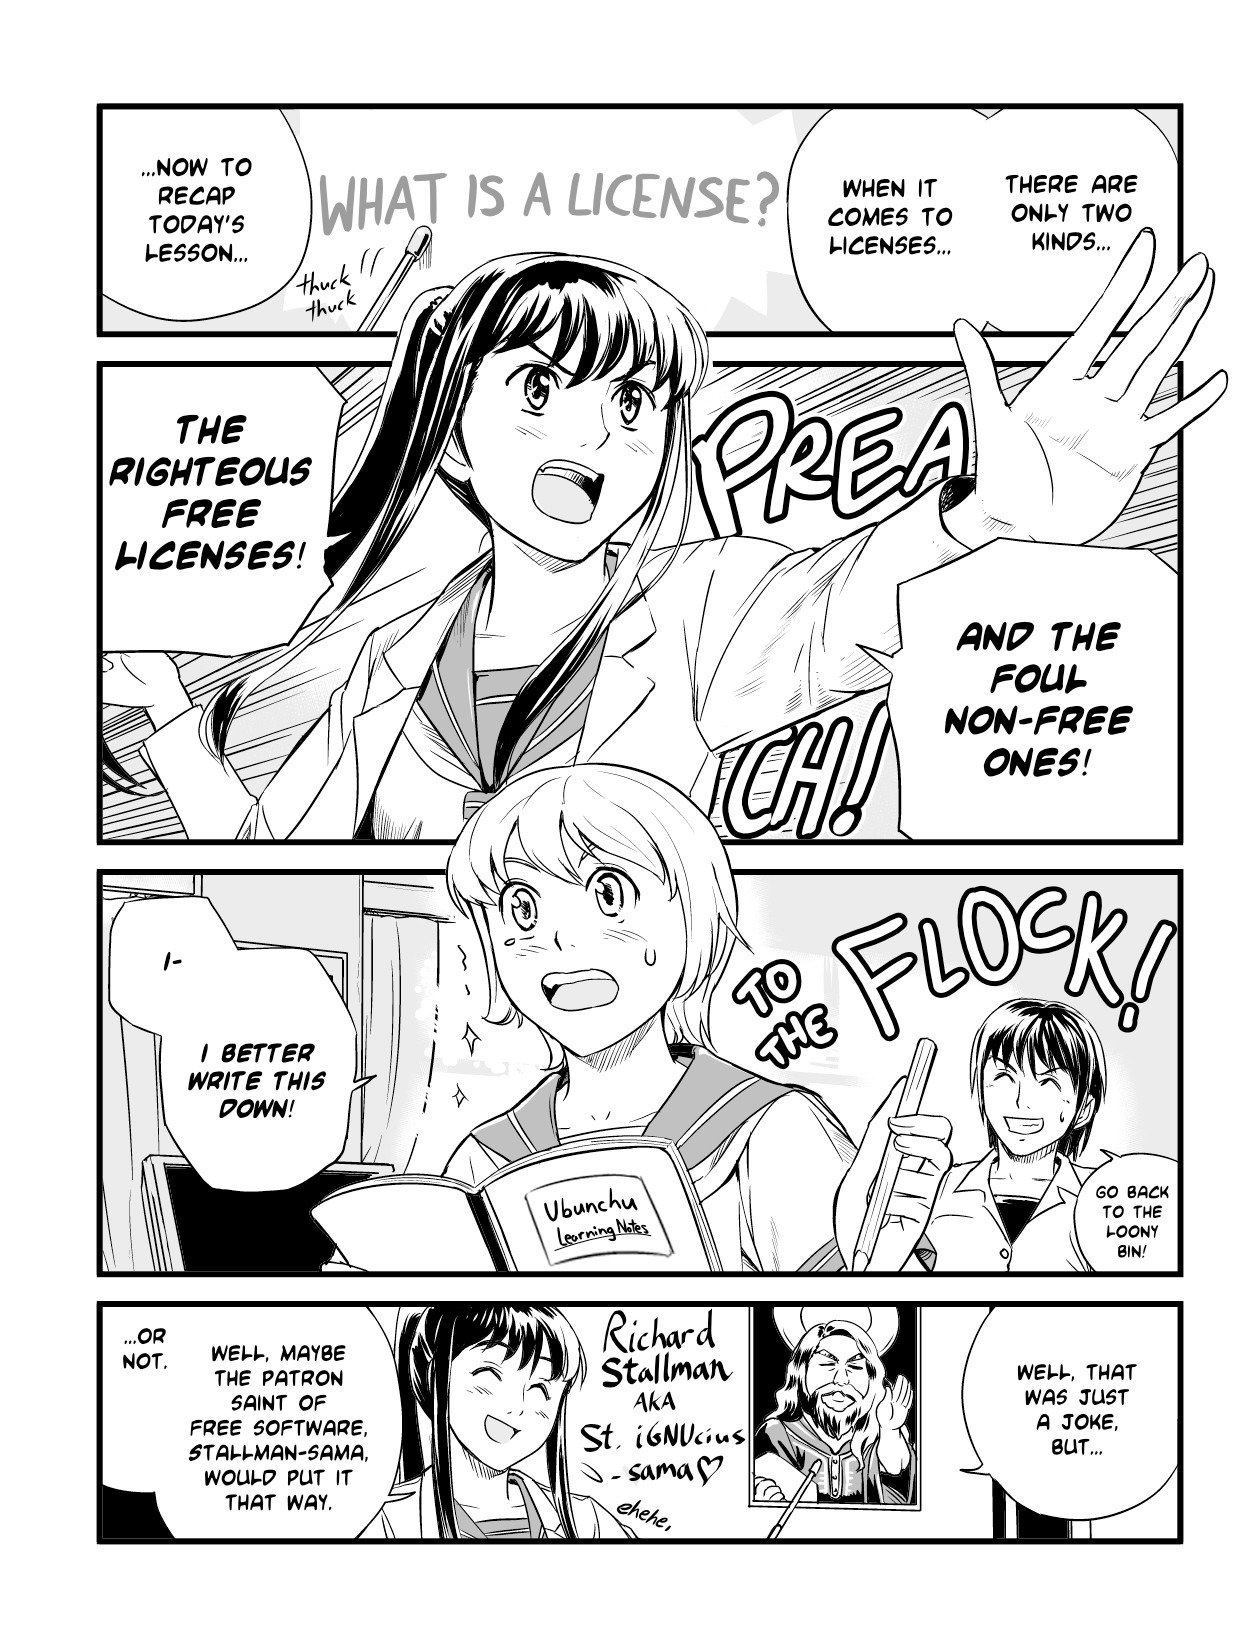 ...NOW TO
RECAP
TODAY'S
LESSON...
WHAT IS A LICENSE?
thuck
thuck
WHEN IT
COMES TO
LICENSES...
THERE ARE
ONLY TWO
KINDS...
THE
RIGHTEOUS
FREE
LICENSES!
PREA
CH!
AND THE
FOUL
NON-FREE
ONES!
I-
I BETTER
WRITE THIS
DOWN!
Ubunchu
Learning Notes
TO
THE
FLOCK!
GO BACK
TO THE
LOONY
BIN!
WELL, THAT
WAS JUST
A JOKE,
BUT...
Richard
Stallman
AKA
St. iGNUcius
-sama♡
ehehe,
WELL, MAYBE
THE PATRON
SAINT OF
FREE SOFTWARE,
STALLMAN-SAMA,
WOULD PUT IT
THAT WAY.
...OR
NOT.